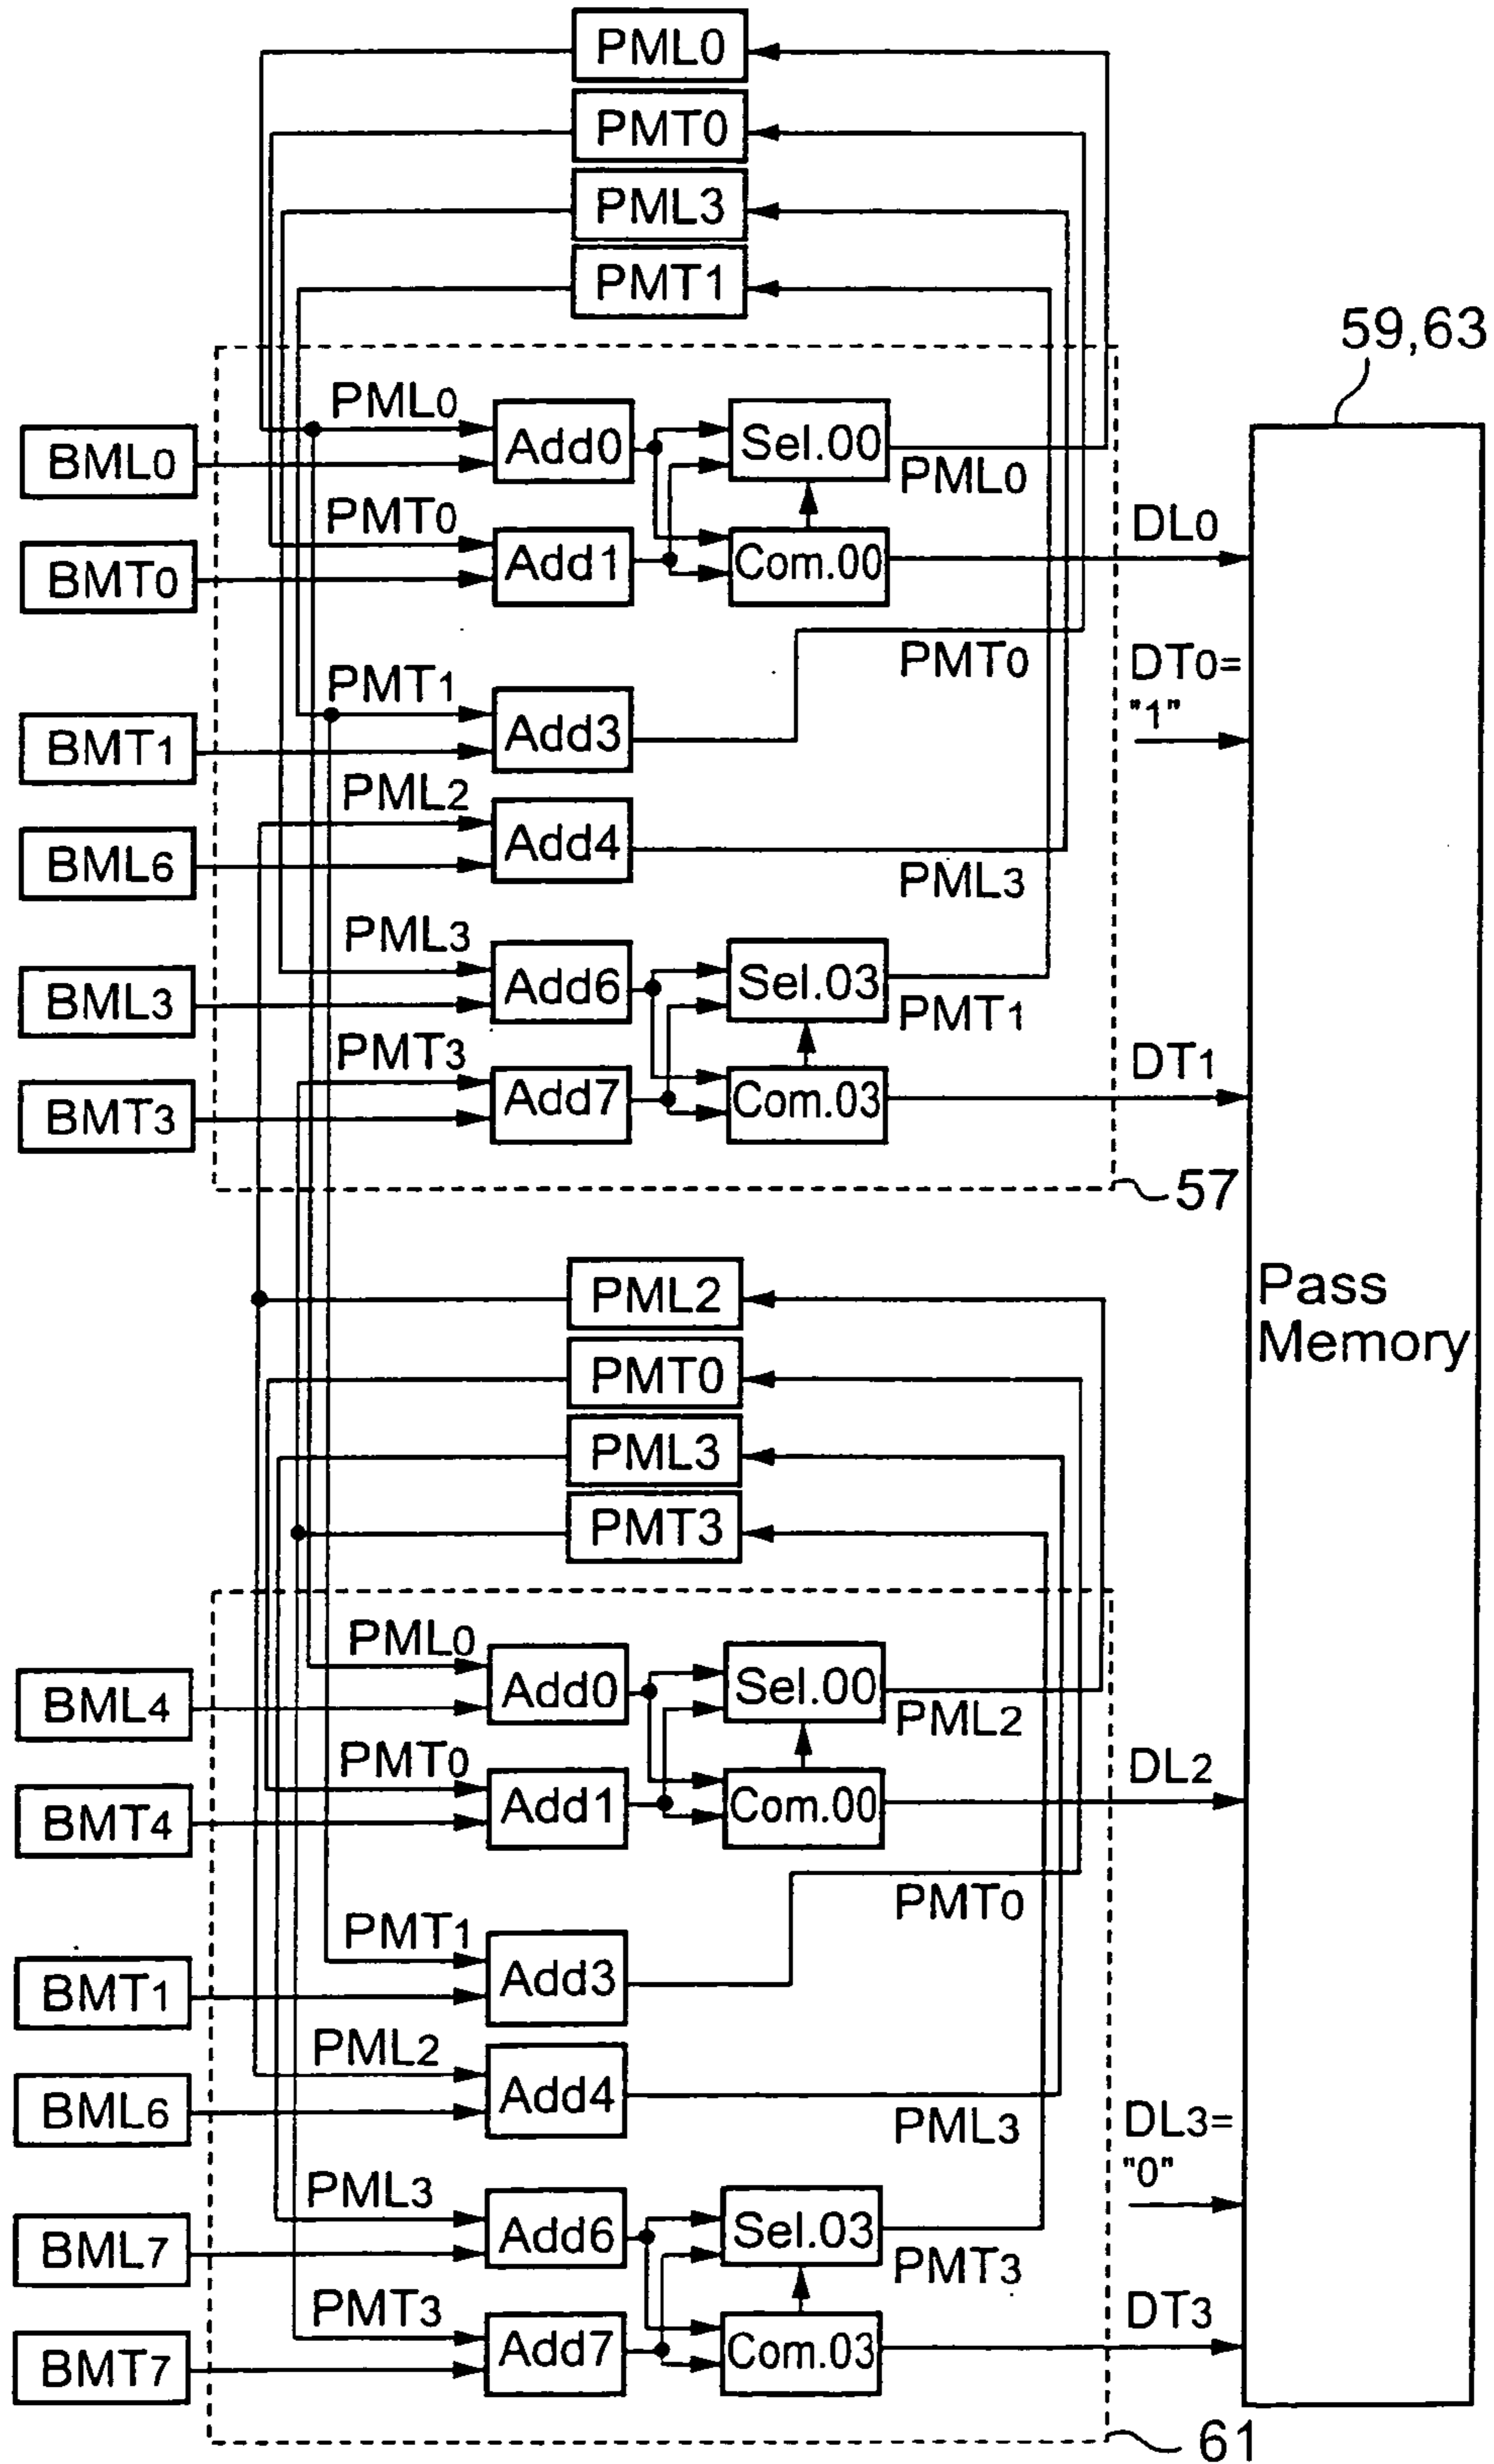 PML0
PMT0
PML3
PMT1
59,63
PML0
BML0
Add0
Sel.00
PML0
PMT0
BMT0
Add1
Com.00
DL0
PMT0
DT0=
"1"
PMT1
BMT1
Add3
PML2
BML6
Add4
PML3
PML3
BML3
Add6
Sel.03
PMT1
PMT3
BMT3
Add7
Com.03
DT1
57
Pass
Memory
PML2
PMT0
PML3
PMT3
PML0
BML4
Add0
Sel.00
PML2
PMT0
BMT4
Add1
Com.00
DL2
PMT0
PMT1
BMT1
Add3
PML2
BML6
Add4
PML3
DL3=
"0"
PML3
BML7
Add6
Sel.03
PMT3
PMT3
BMT7
Add7
Com.03
DT3
61